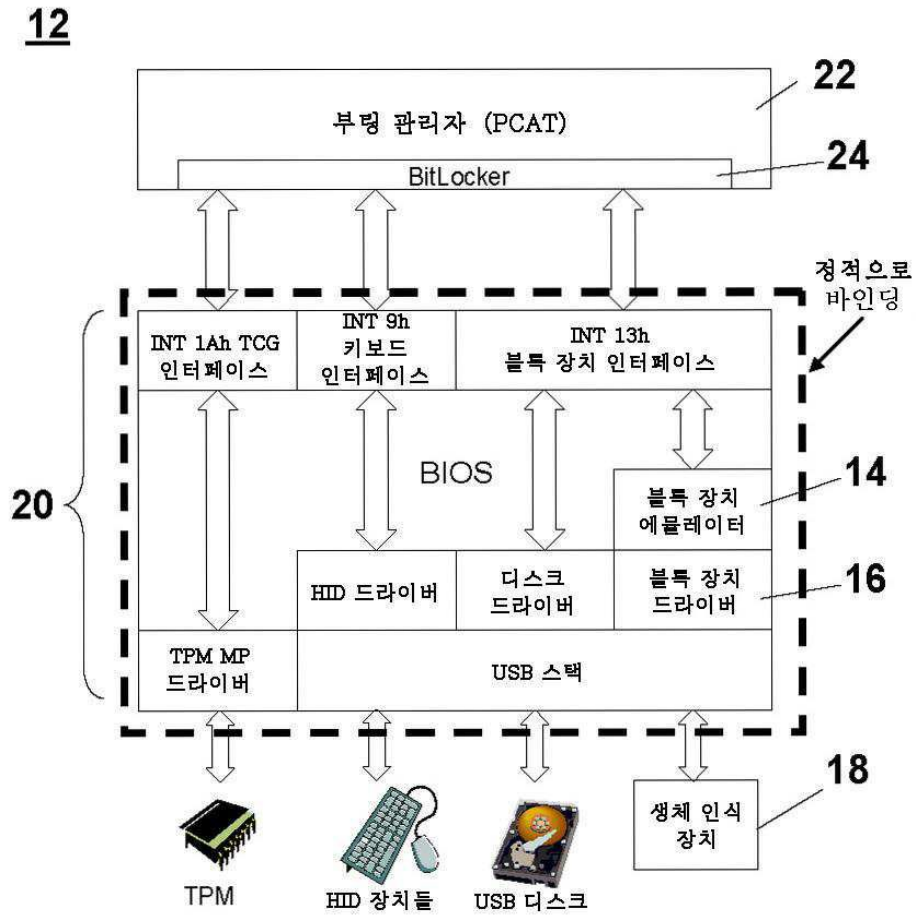 12
22
부팅 관리자 (PCAT)
24
BitLocker
정적으로
바인딩
INT 1Ah TCG
인터페이스
INT 9h
키보드
인터페이스
INT 13h
블록 장치 인터페이스
20
BIOS
14
블록 장치
에뮬레이터
HID 드라이버
디스크
드라이버
블록 장치
드라이버
16
TPM MP
드라이버
USB 스택
18
생체 인식
장치
TPM
HID 장치들
USB 디스크